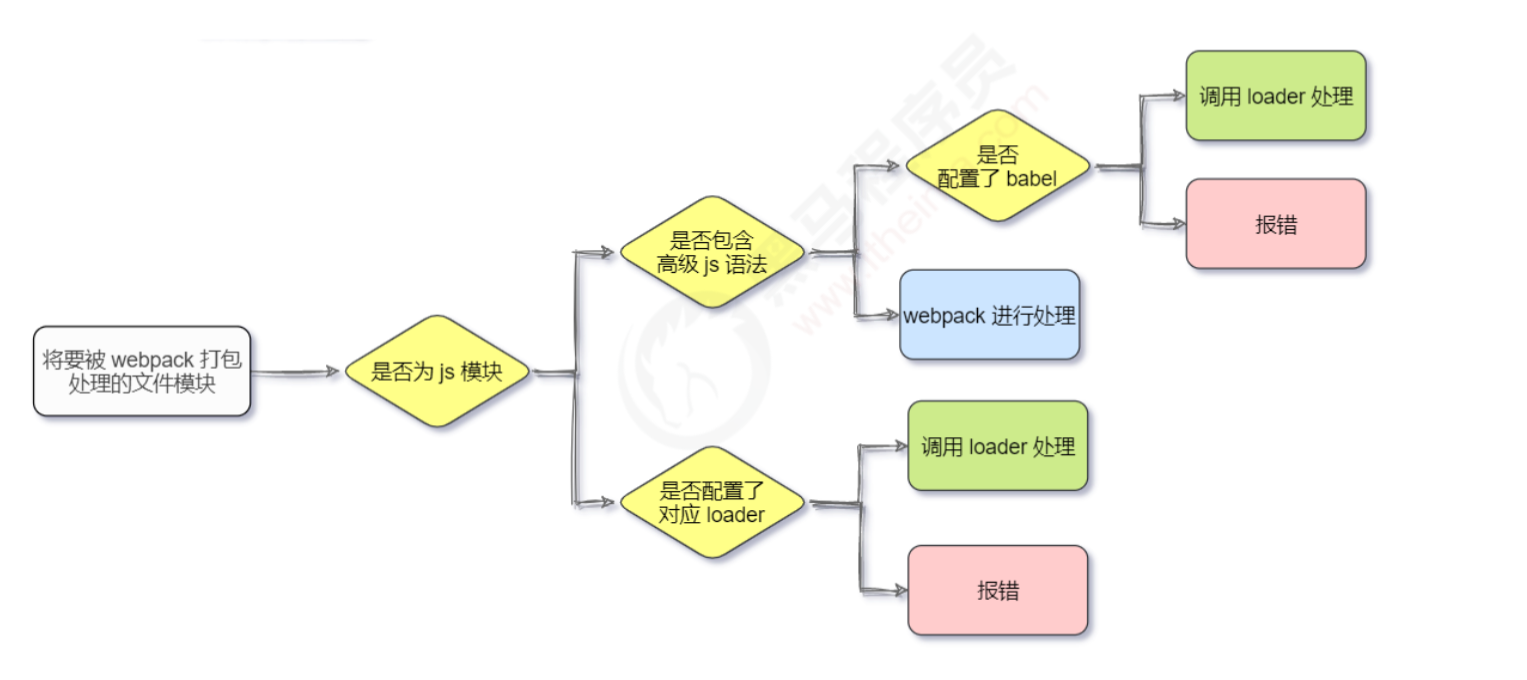 将要被 webpack 打包
处理的文件模块
是否为 js 模块
是否包含
高级 js 语法
是否
配置了 babel
调用 loader 处理
报错
webpack 进行处理
是否配置了
对应 loader
调用 loader 处理
报错
黑马程序员
www.itheima.com